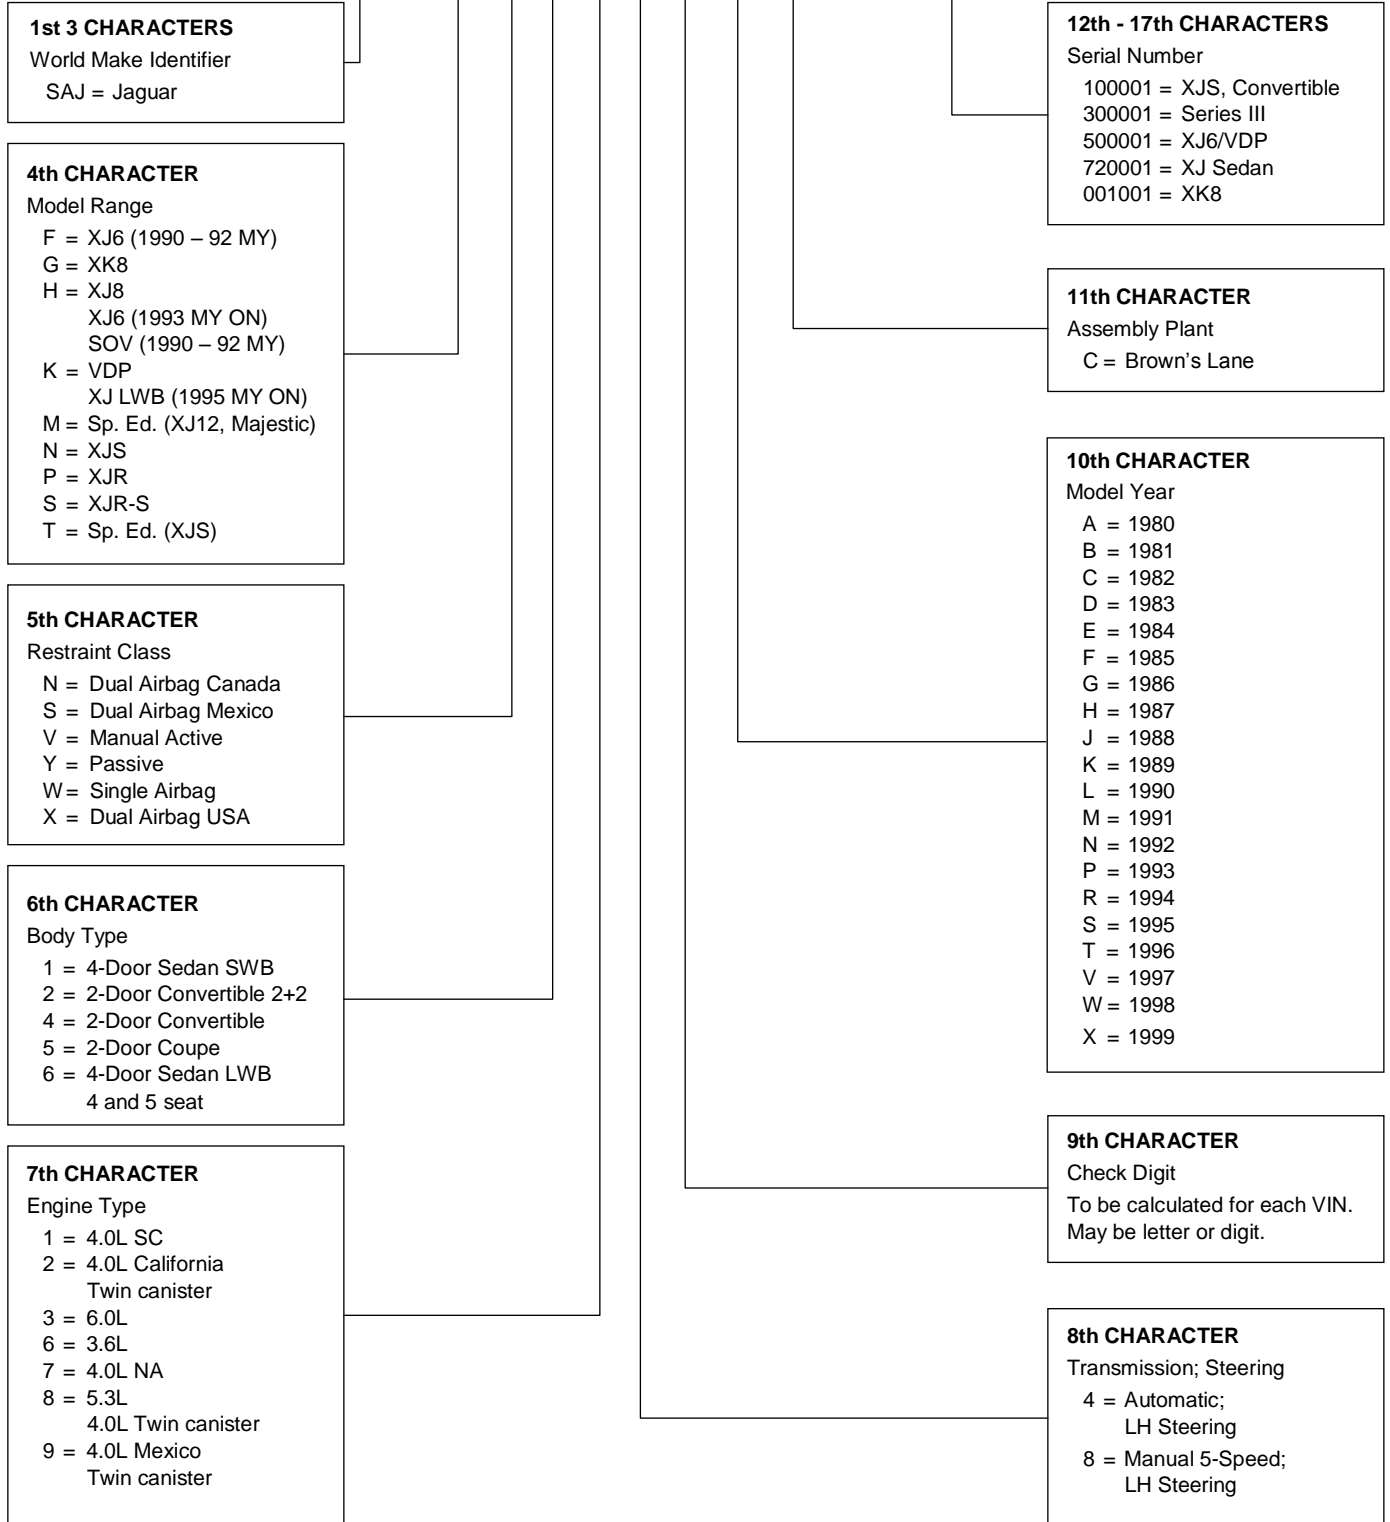 1st 3 CHARACTERS
World Make Identifier
SAJ = Jaguar
4th CHARACTER
Model Range
F = XJ6 (1990 – 92 MY)
G = XK8
H = XJ8
XJ6 (1993 MY ON)
SOV (1990 – 92 MY)
K = VDP
XJ LWB (1995 MY ON)
M = Sp. Ed. (XJ12, Majestic)
N = XJS
P = XJR
S = XJR-S
T = Sp. Ed. (XJS)
5th CHARACTER
Restraint Class
N = Dual Airbag Canada
S = Dual Airbag Mexico
V = Manual Active
Y = Passive
W = Single Airbag
X = Dual Airbag USA
6th CHARACTER
Body Type
1 = 4-Door Sedan SWB
2 = 2-Door Convertible 2+2
4 = 2-Door Convertible
5 = 2-Door Coupe
6 = 4-Door Sedan LWB
4 and 5 seat
7th CHARACTER
Engine Type
1 = 4.0L SC
2 = 4.0L California
Twin canister
3 = 6.0L
6 = 3.6L
7 = 4.0L NA
8 = 5.3L
4.0L Twin canister
9 = 4.0L Mexico
Twin canister
12th - 17th CHARACTERS
Serial Number
100001 = XJS, Convertible
300001 = Series III
500001 = XJ6/VDP
720001 = XJ Sedan
001001 = XK8
11th CHARACTER
Assembly Plant
C = Brown's Lane
10th CHARACTER
Model Year
A = 1980
B = 1981
C = 1982
D = 1983
E = 1984
F = 1985
G = 1986
H = 1987
J = 1988
K = 1989
L = 1990
M = 1991
N = 1992
P = 1993
R = 1994
S = 1995
T = 1996
V = 1997
W = 1998
X = 1999
9th CHARACTER
Check Digit
To be calculated for each VIN.
May be letter or digit.
8th CHARACTER
Transmission; Steering
4 = Automatic;
LH Steering
8 = Manual 5-Speed;
LH Steering